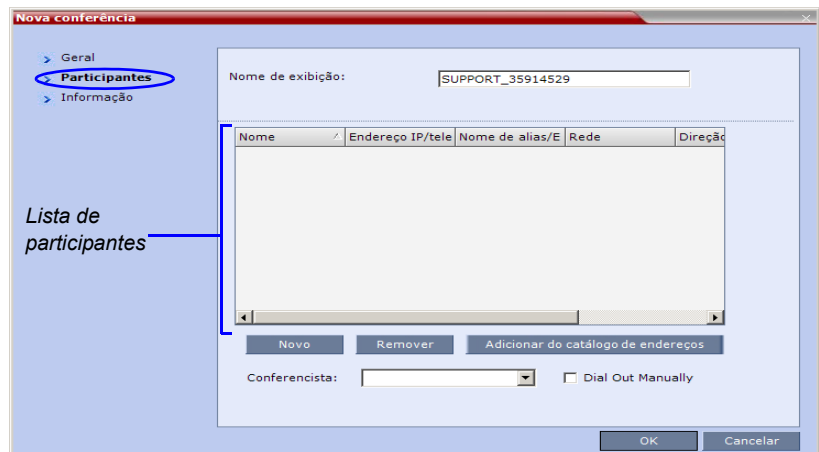 Nova conferência
Geral
Participantes
Informação
Nome de exibição:
SUPPORT_35914529
Nome Endereço IP/tele Nome de alias/E Rede Direçãc
Lista de
participantes
Novo Remover Adicionar do catálogo de endereços
Conferencista: Dial Out Manually
OK Cancelar